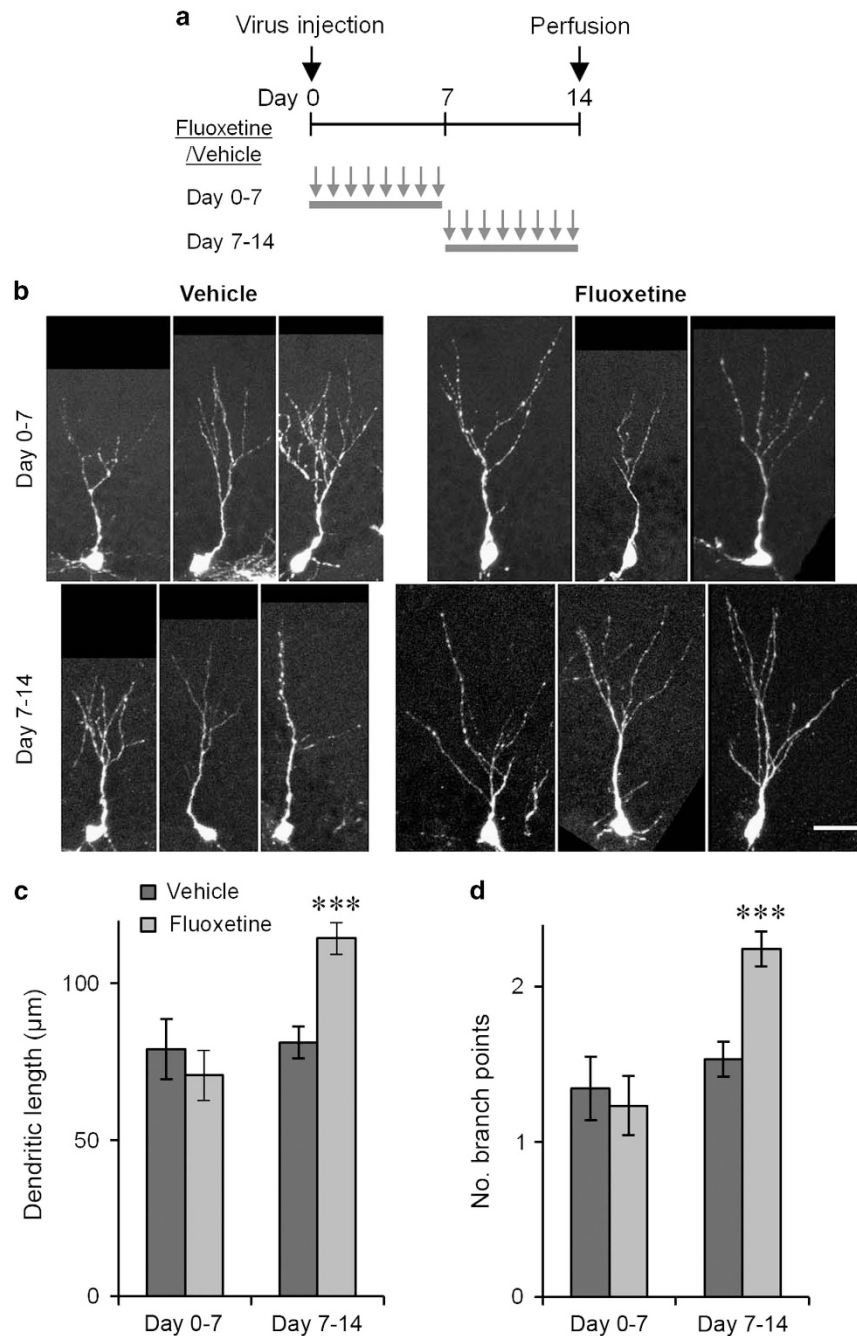 a
Virus injection Perfusion
Day 0 7 14
Fluoxetine
/Vehicle
Day 0-7
Day 7-14
b
Vehicle Fluoxetine
Day 0-7
Day 7-14
c
Vehicle
Fluoxetine
***
Dendritic length (µm)
100
50
0
Day 0-7 Day 7-14
d
***
No. branch points
2
1
0
Day 0-7 Day 7-14